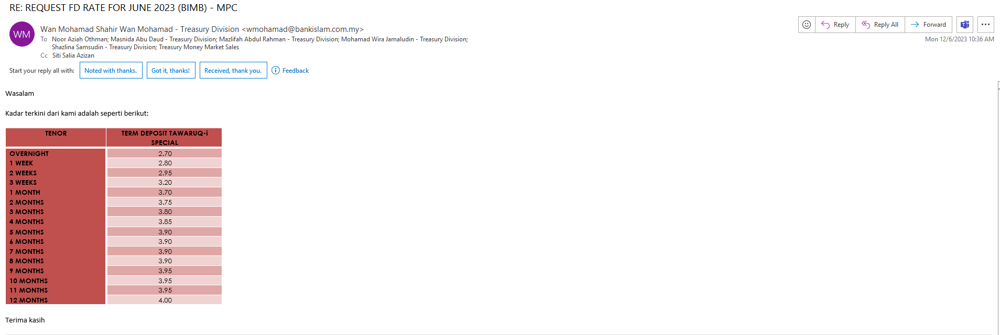 RE: REQUEST FD RATE FOR JUNE 2023 (BIMB) - MPC
WM
Wan Mohamad Shahir Wan Mohamad - Treasury Division <wmohamad@bankislam.com.my>
To Noor Aziah Othman; Masnida Abu Daud - Treasury Division; Mazlifah Abdul Rahman - Treasury Division; Mohamad Wira Jamaludin - Treasury Division;
Shazlina Samsudin - Treasury Division; Treasury Money Market Sales
Cc Siti Salia Azizan
Reply Reply All Forward
Mon 12/6/2023 10:36 AM
Start your reply all with: Noted with thanks. Got it, thanks! Received, thank you. Feedback
Wasalam
Kadar terkini dari kami adalah seperti berikut:
TENOR TERM DEPOSIT TAWARUQ-i
SPECIAL
OVERNIGHT 2.70
1 WEEK 2.80
2 WEEKS 2.95
3 WEEKS 3.20
1 MONTH 3.70
2 MONTHS 3.75
3 MONTHS 3.80
4 MONTHS 3.85
5 MONTHS 3.90
6 MONTHS 3.90
7 MONTHS 3.90
8 MONTHS 3.90
9 MONTHS 3.95
10 MONTHS 3.95
11 MONTHS 3.95
12 MONTHS 4.00
Terima kasih